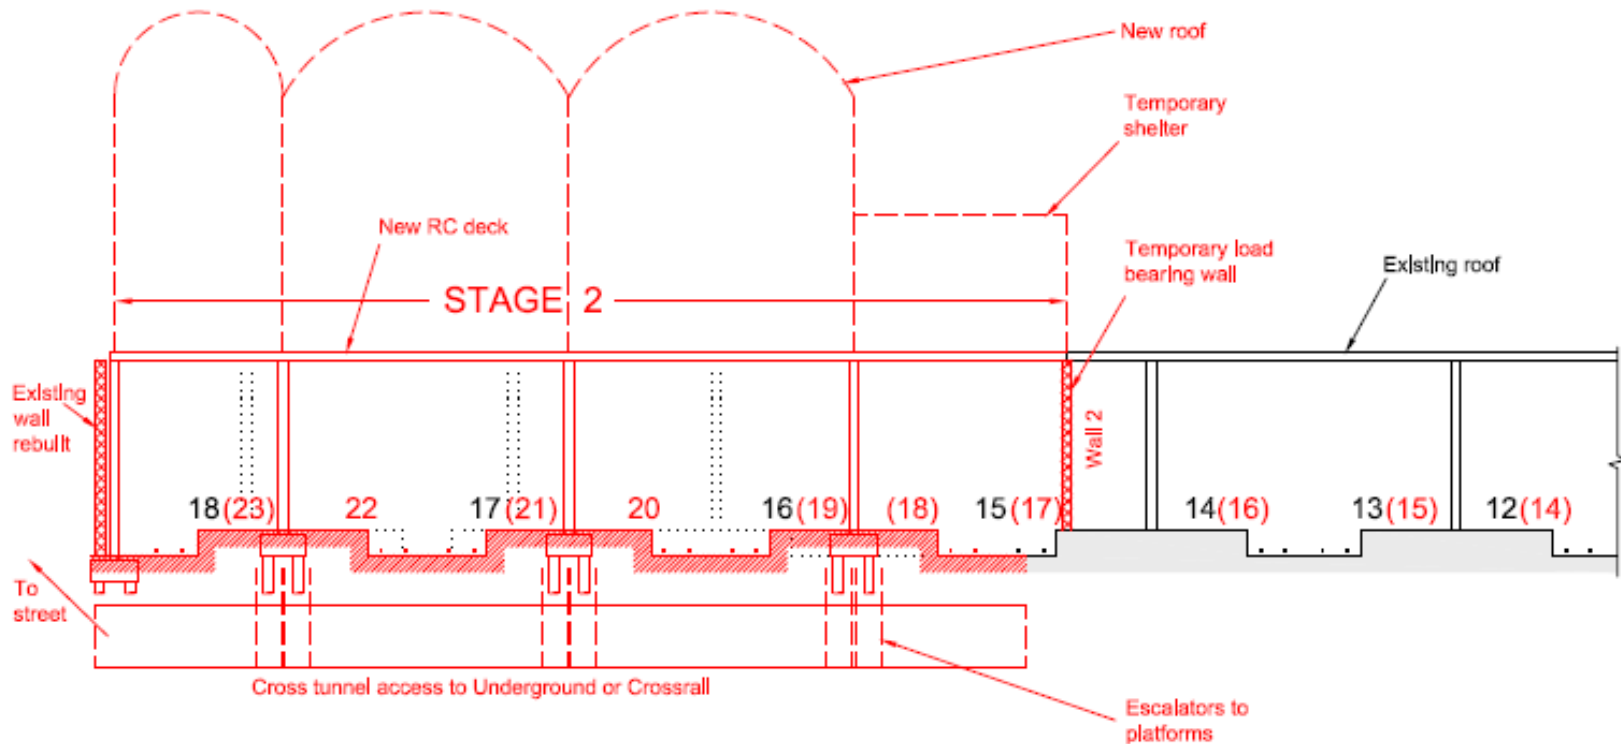 New roof
Temporary
shelter
New RC deck
Temporary load
bearing wall
Existing roof
STAGE 2
Existing
wall
rebuilt
Wall 2
18(23) 22 17(21) 20 16(19) (18) 15(17) 14(16) 13(15) 12(14)
To
street
Cross tunnel access to Underground or Crossrail
Escalators to
platforms